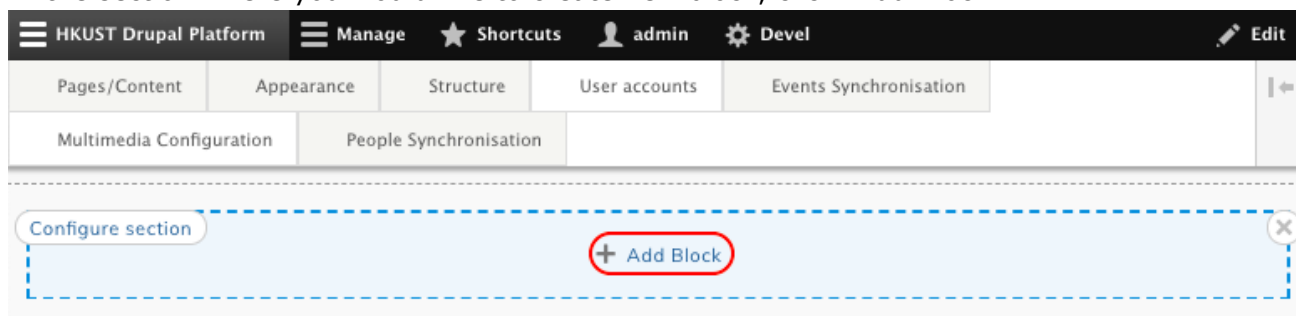 HKUST Drupal Platform Manage Shortcuts admin Devel Edit
Pages/Content Appearance Structure User accounts Events Synchronisation
Multimedia Configuration People Synchronisation
Configure section
+ Add Block